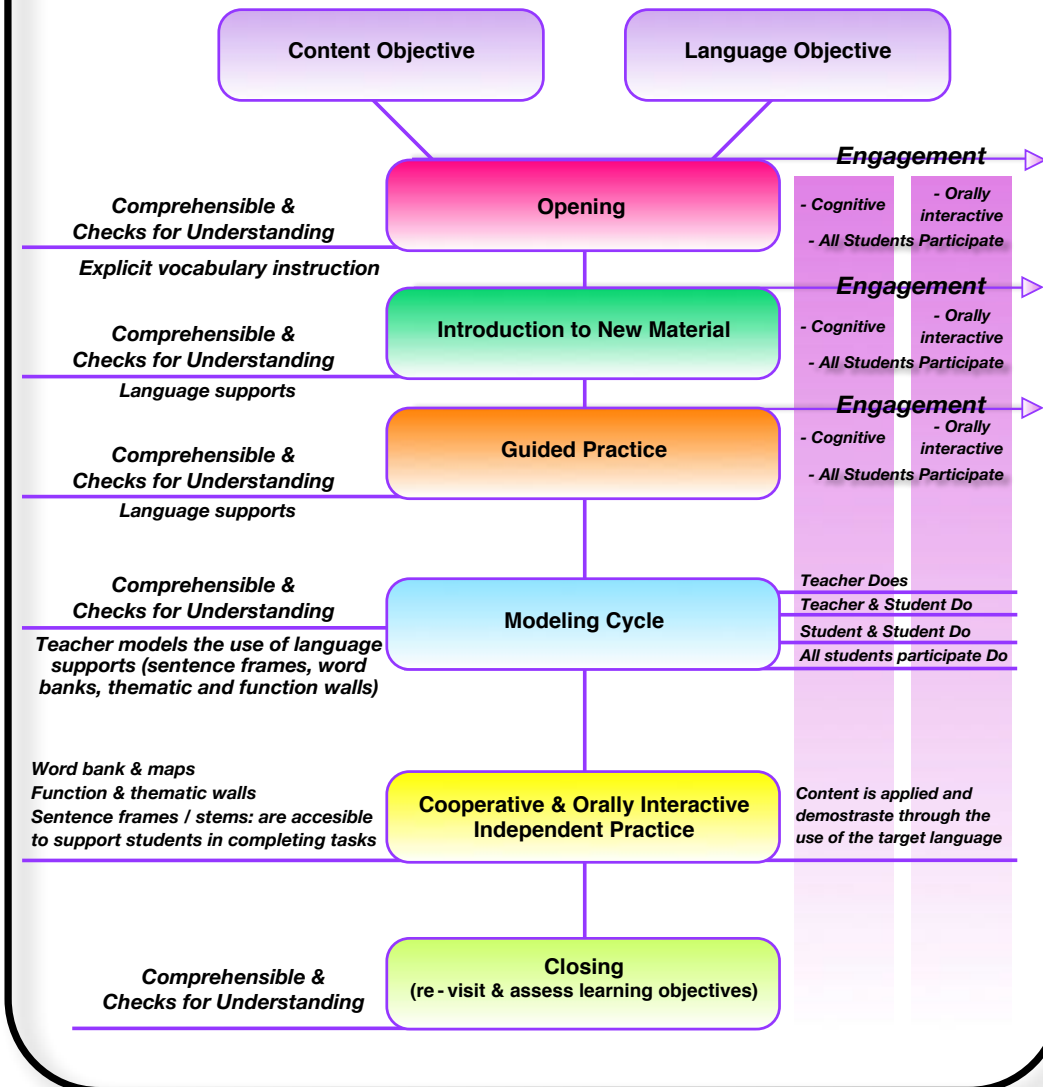 Content Objective
Language Objective
Engagement
Comprehensible &
Checks for Understanding
Explicit vocabulary instruction
Opening
- Cognitive
- Orally
interactive
- All Students Participate
Engagement
Comprehensible &
Checks for Understanding
Language supports
Introduction to New Material
- Cognitive
- Orally
interactive
- All Students Participate
Engagement
Comprehensible &
Checks for Understanding
Language supports
Guided Practice
- Cognitive
- Orally
interactive
- All Students Participate
Comprehensible &
Checks for Understanding
Teacher models the use of language
supports (sentence frames, word
banks, thematic and function walls)
Modeling Cycle
Teacher Does
Teacher & Student Do
Student & Student Do
All students participate Do
Word bank & maps
Function & thematic walls
Sentence frames / stems: are accesible
to support students in completing tasks
Cooperative & Orally Interactive
Independent Practice
Content is applied and
demostraste through the
use of the target language
Comprehensible &
Checks for Understanding
Closing
(re - visit & assess learning objectives)